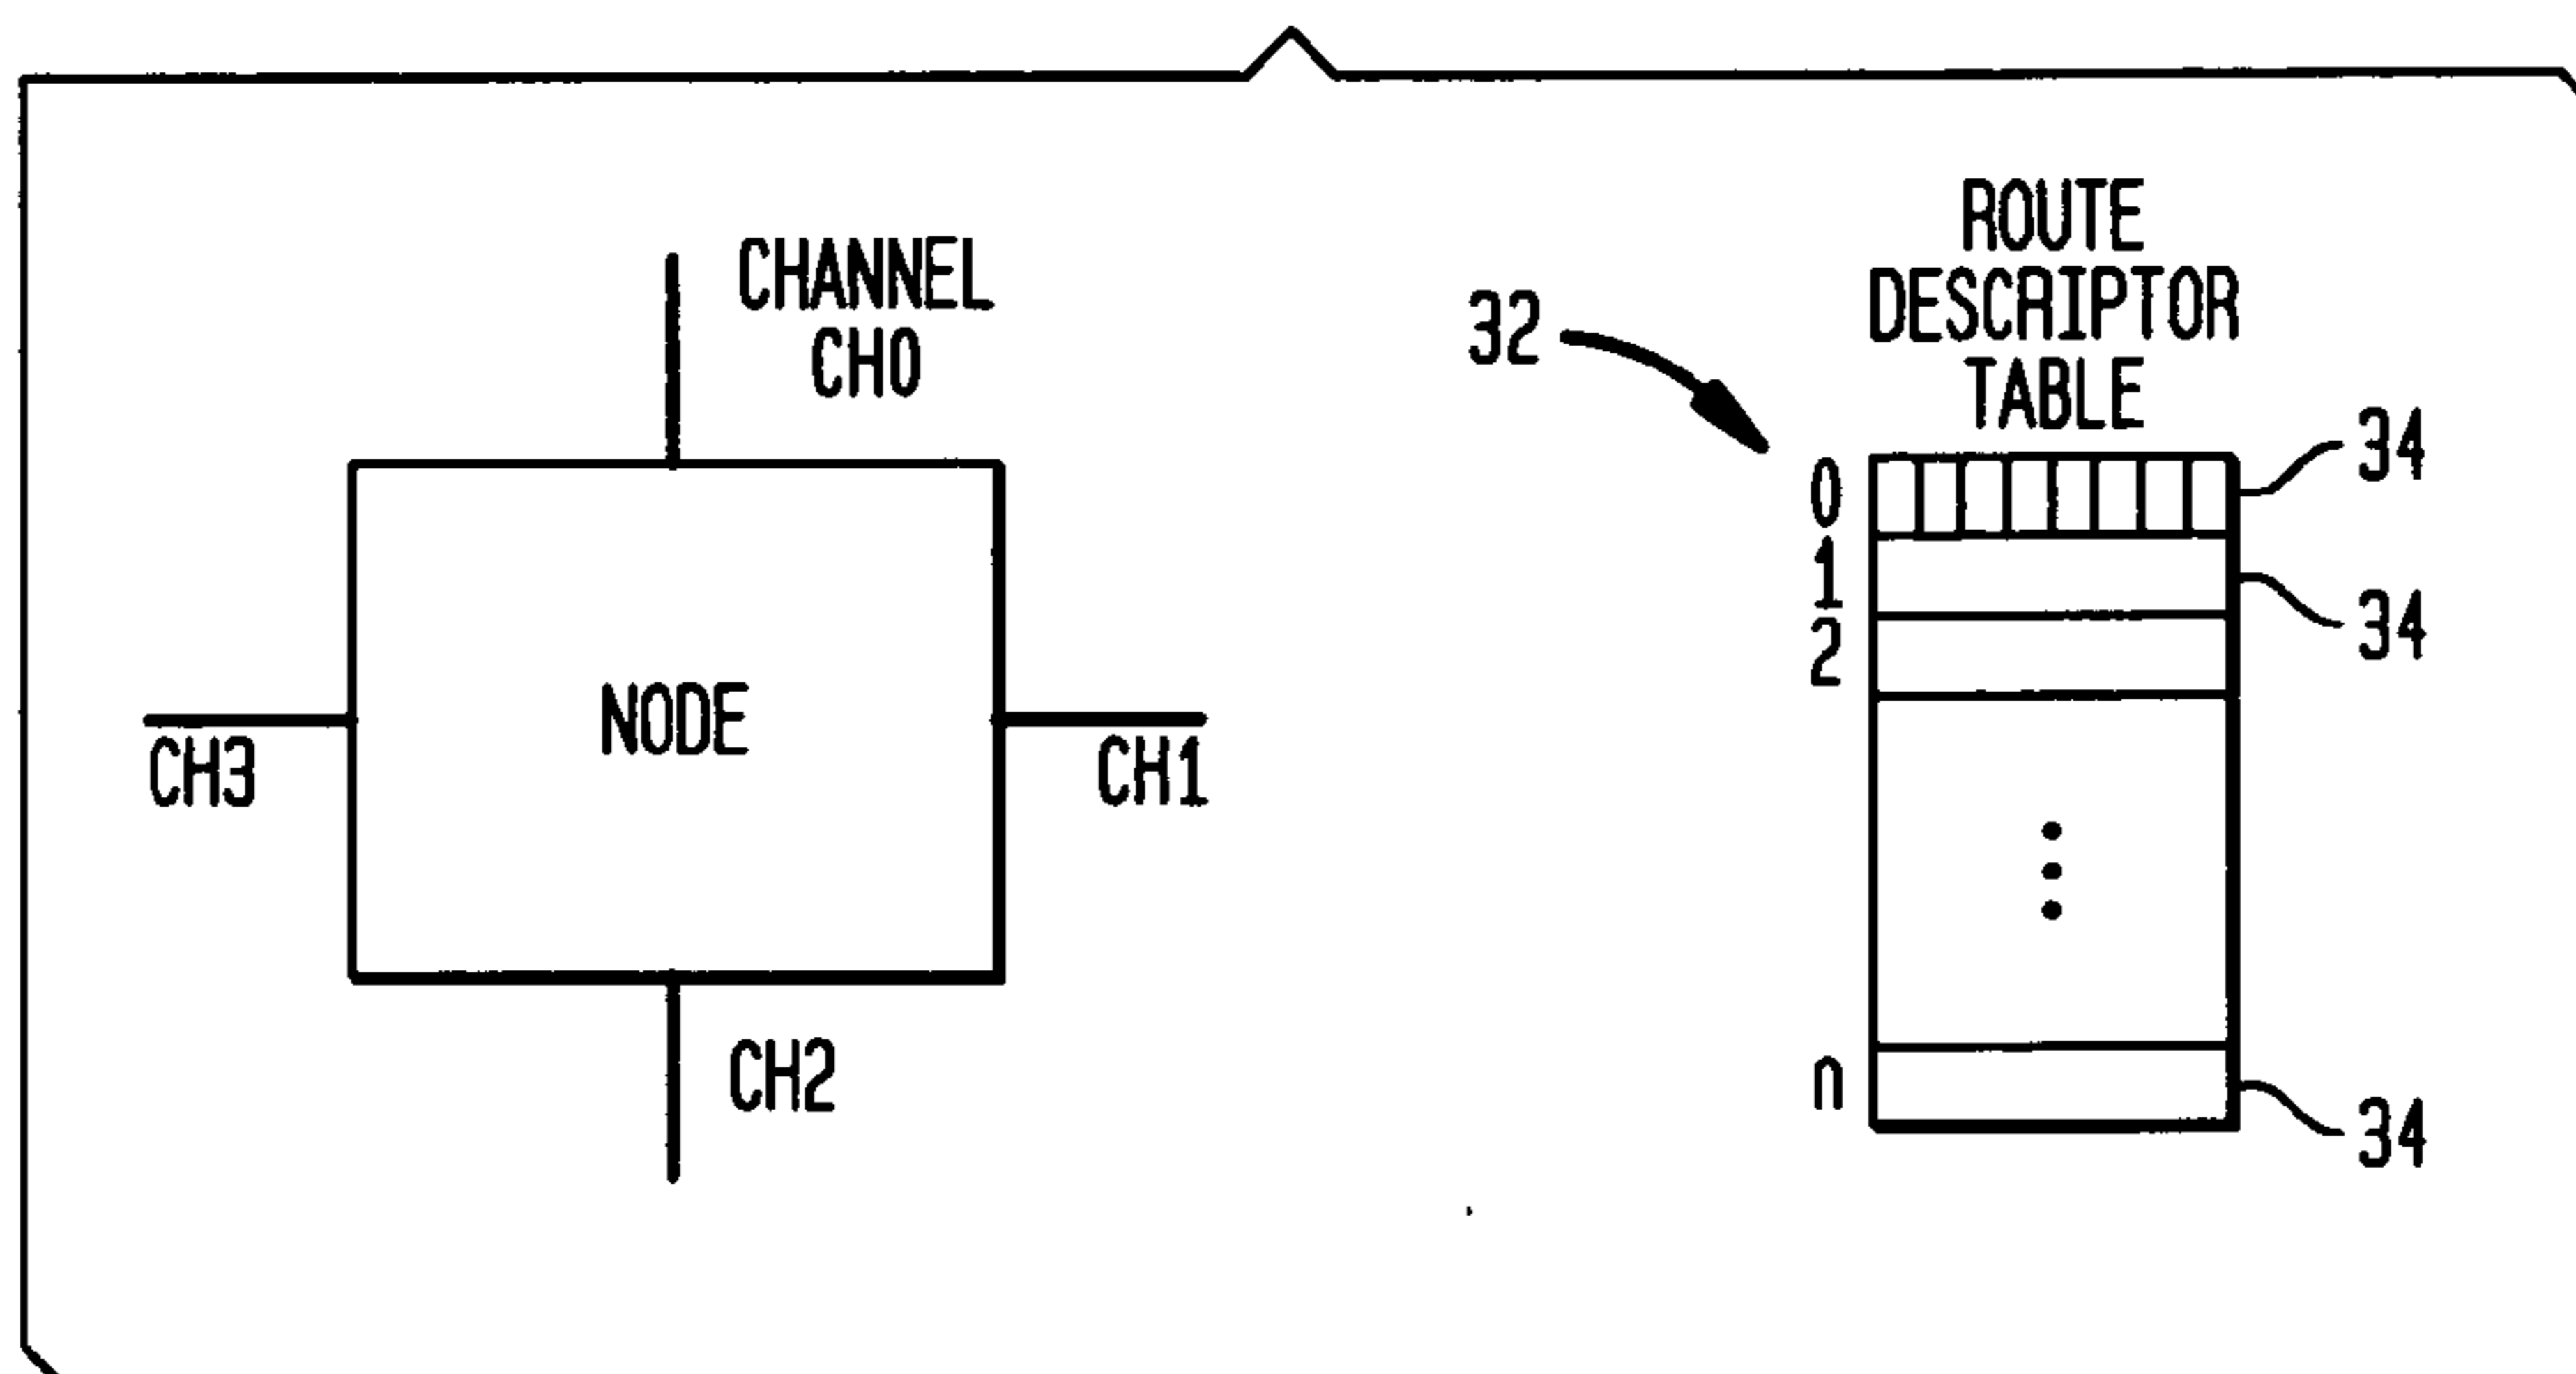 CHANNEL
CH0
NODE
CH3
CH1
CH2
ROUTE
DESCRIPTOR
TABLE
32
0
34
1
34
2
n
34